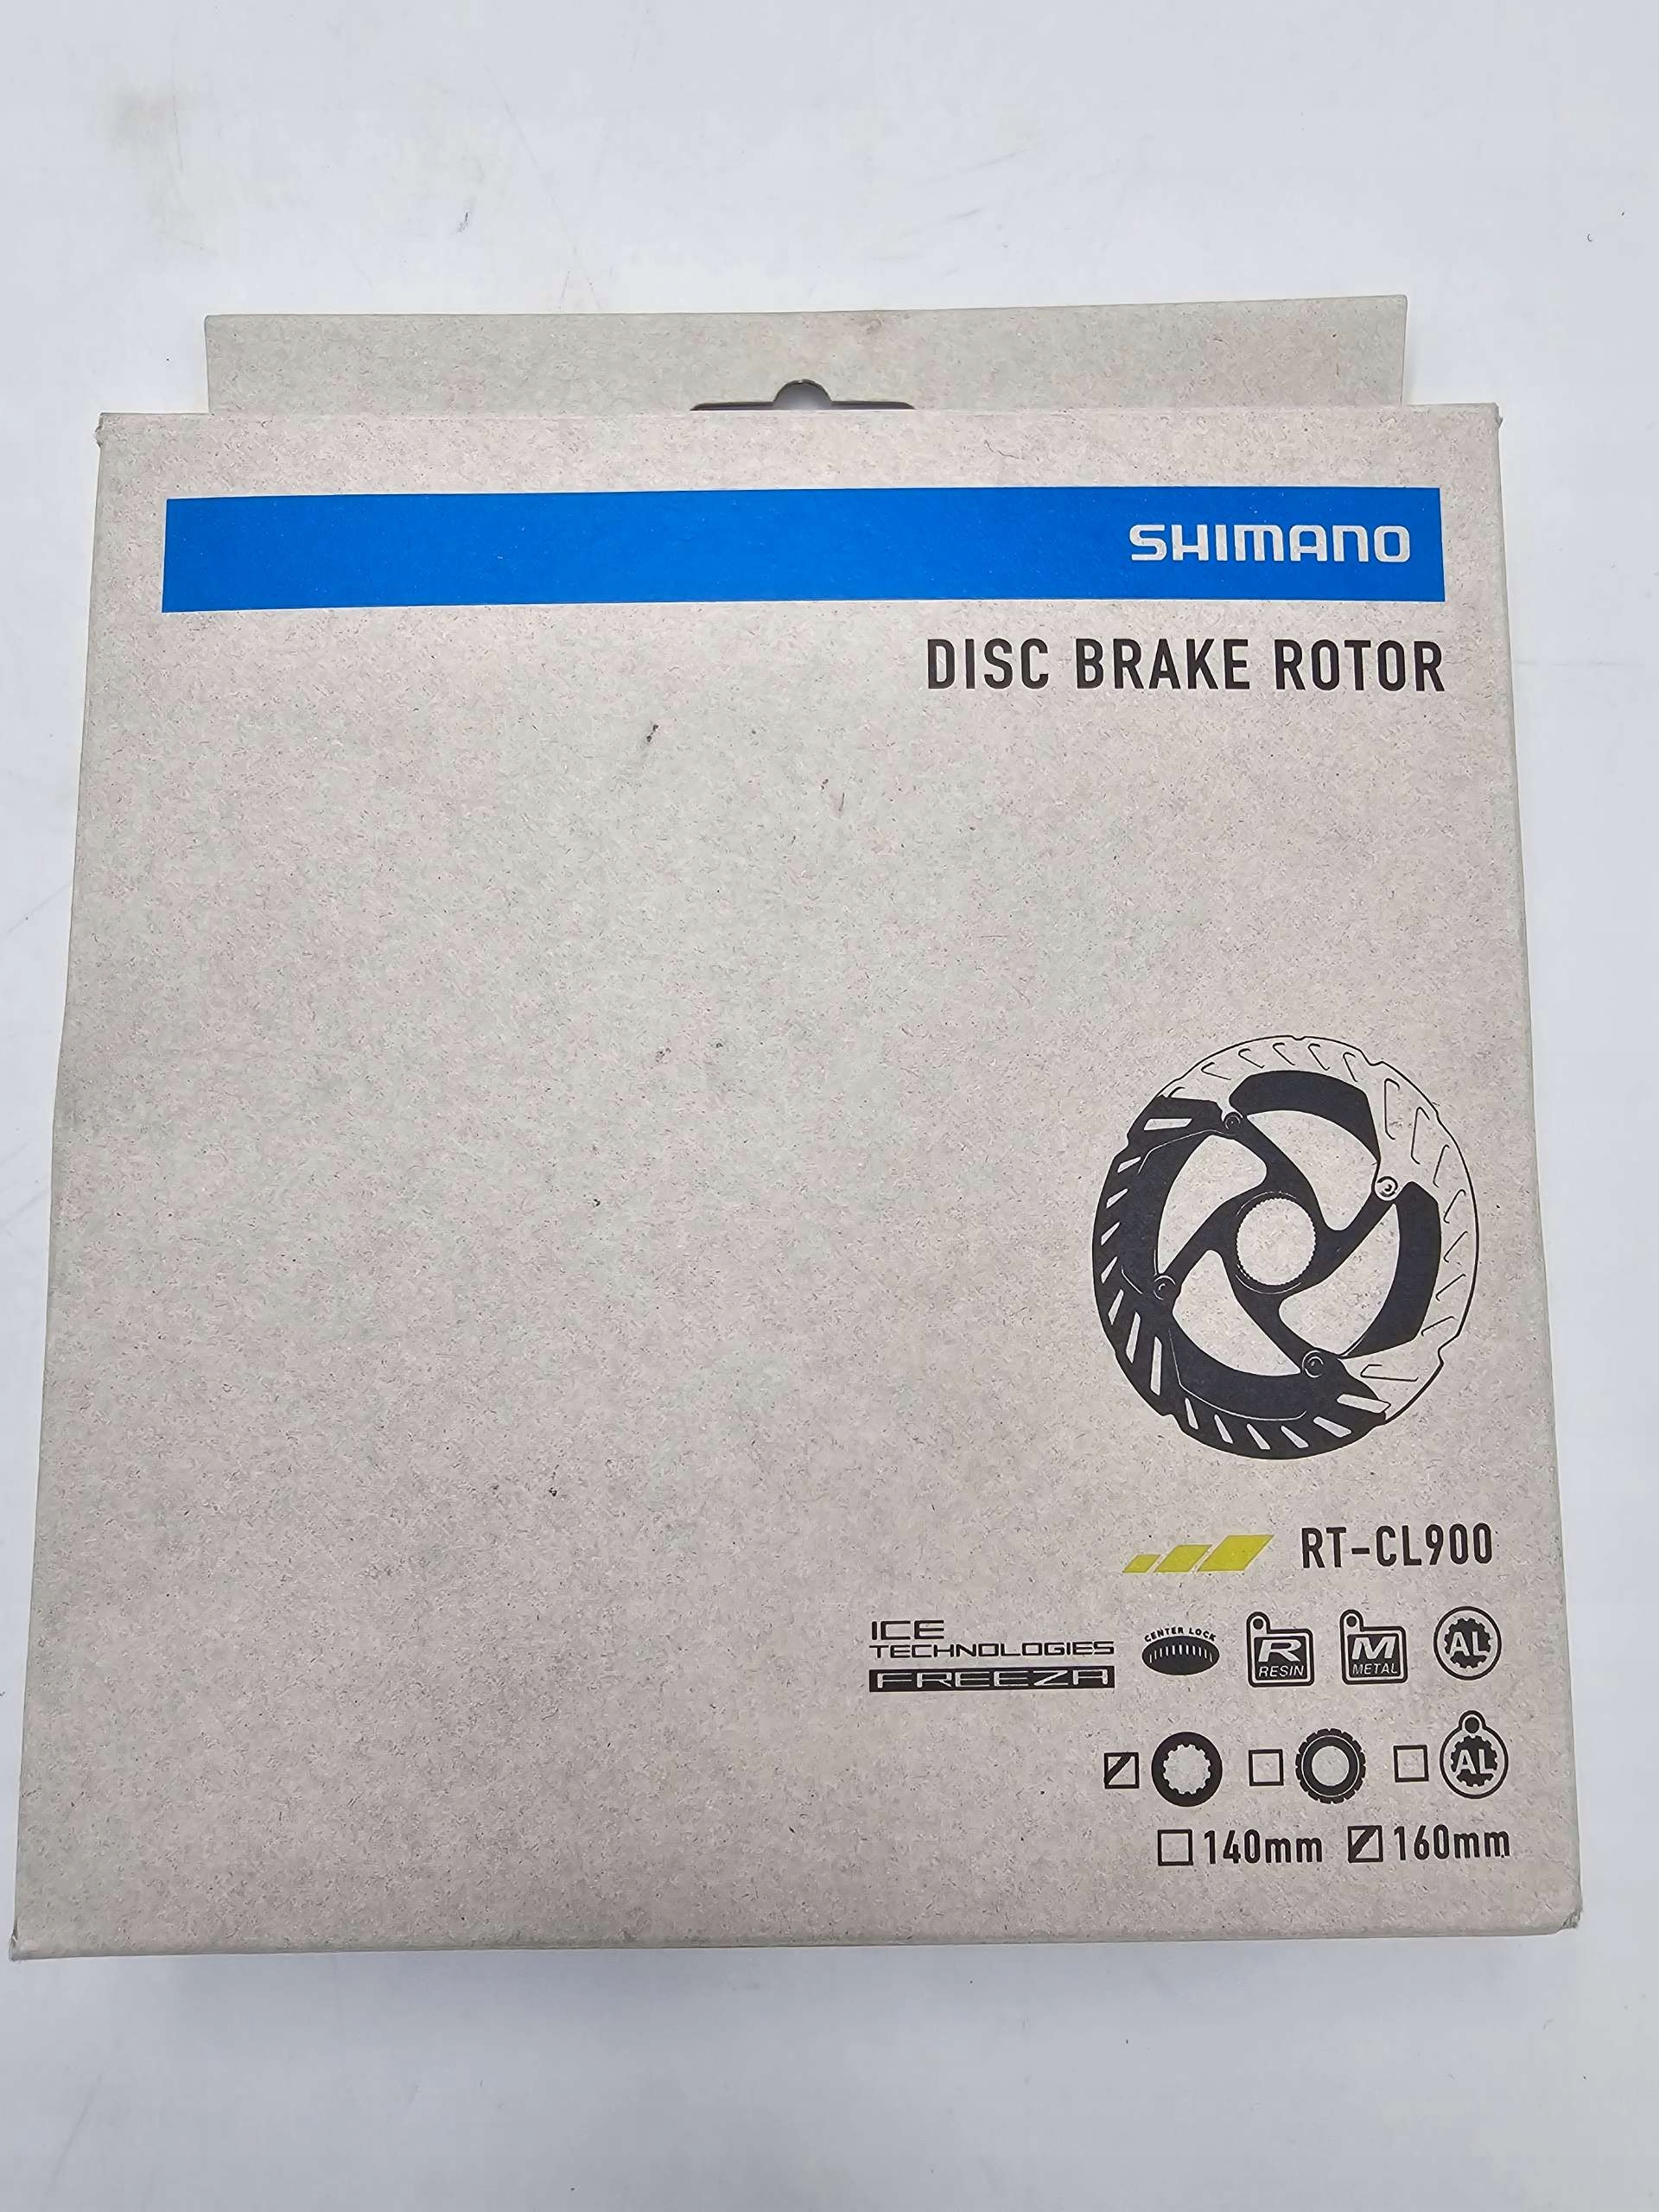 SHIMANO
DISC BRAKE ROTOR
RT-CL900
ICE
TECHNOLOGIES
FREEZA
CENTER LOCK
R
RESIN
M
METAL
AL
AL
140mm 160mm